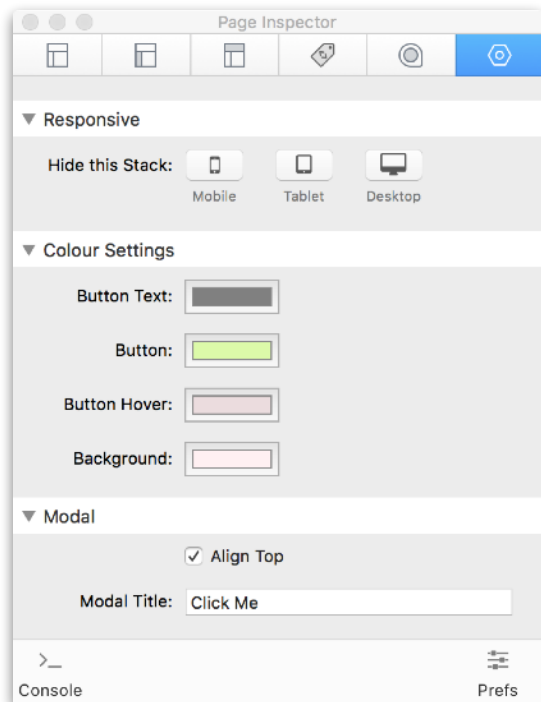 Page Inspector
Responsive
Hide this Stack:
Mobile Tablet Desktop
Colour Settings
Button Text:
Button:
Button Hover:
Background:
Modal
Align Top
Modal Title: Click Me
Console Prefs